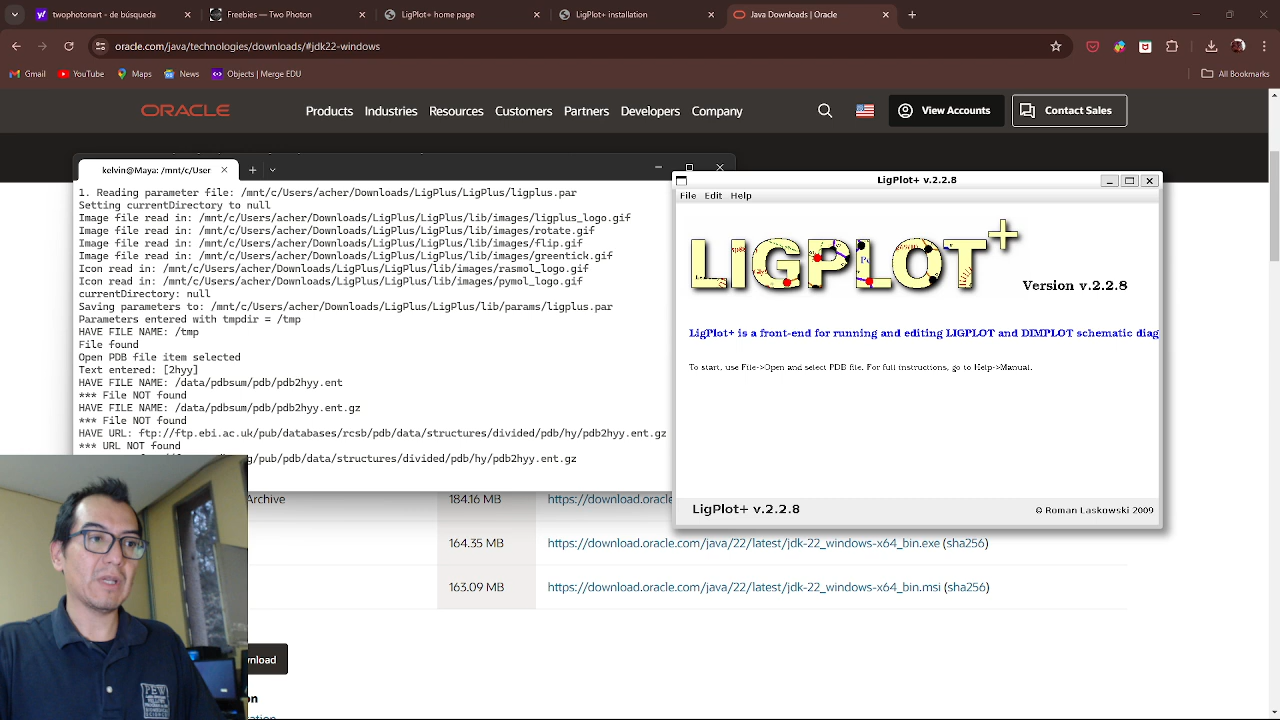 twophotonart - de búsqueda
Freebies — Two Photon
LigPlot+ home page
LigPlot+ installation
Java Downloads | Oracle
oracle.com/java/technologies/downloads/#jdk22-windows
Gmail
YouTube
Maps
News
Objects | Merge EDU
All Bookmarks
ORACLE
Products
Industries
Resources
Customers
Partners
Developers
Company
View Accounts
Contact Sales
kelvin@Maya: /mnt/c/User
1. Reading parameter file: /mnt/c/Users/acher/Downloads/LigPlus/LigPlus/ligplus.par
Setting currentDirectory to null
Image file read in: /mnt/c/Users/acher/Downloads/LigPlus/LigPlus/lib/images/ligplus_logo.gif
Image file read in: /mnt/c/Users/acher/Downloads/LigPlus/LigPlus/lib/images/rotate.gif
Image file read in: /mnt/c/Users/acher/Downloads/LigPlus/LigPlus/lib/images/flip.gif
Image file read in: /mnt/c/Users/acher/Downloads/LigPlus/LigPlus/lib/images/greentick.gif
Icon read in: /mnt/c/Users/acher/Downloads/LigPlus/LigPlus/lib/images/rasmol_logo.gif
Icon read in: /mnt/c/Users/acher/Downloads/LigPlus/LigPlus/lib/images/pymol_logo.gif
currentDirectory: null
Saving parameters to: /mnt/c/Users/acher/Downloads/LigPlus/LigPlus/lib/params/ligplus.par
Parameters entered with tmpdir = /tmp
HAVE FILE NAME: /tmp
File found
Open PDB file item selected
Text entered: [2hyy]
HAVE FILE NAME: /data/pdbsum/pdb/pdb2hyy.ent
*** File NOT found
HAVE FILE NAME: /data/pdbsum/pdb/pdb2hyy.ent.gz
*** File NOT found
HAVE URL: ftp://ftp.ebi.ac.uk/pub/databases/rcsb/pdb/data/structures/divided/pdb/hy/pdb2hyy.ent.gz
*** URL NOT found
g/pub/pdb/data/structures/divided/pdb/hy/pdb2hyy.ent.gz
LigPlot+ v.2.2.8
File
Edit
Help
LIGPLOT+
Version v.2.2.8
LigPlot+ is a front-end for running and editing LIGPLOT and DIMPLOT schematic diag
To start, use File->Open and select PDB file. For full instructions, go to Help->Manual.
LigPlot+ v.2.2.8
© Roman Laskowski 2009
Archive
184.16 MB
https://download.oracle
164.35 MB
https://download.oracle.com/java/22/latest/jdk-22_windows-x64_bin.exe (sha256)
163.09 MB
https://download.oracle.com/java/22/latest/jdk-22_windows-x64_bin.msi (sha256)
nload
on
PEW